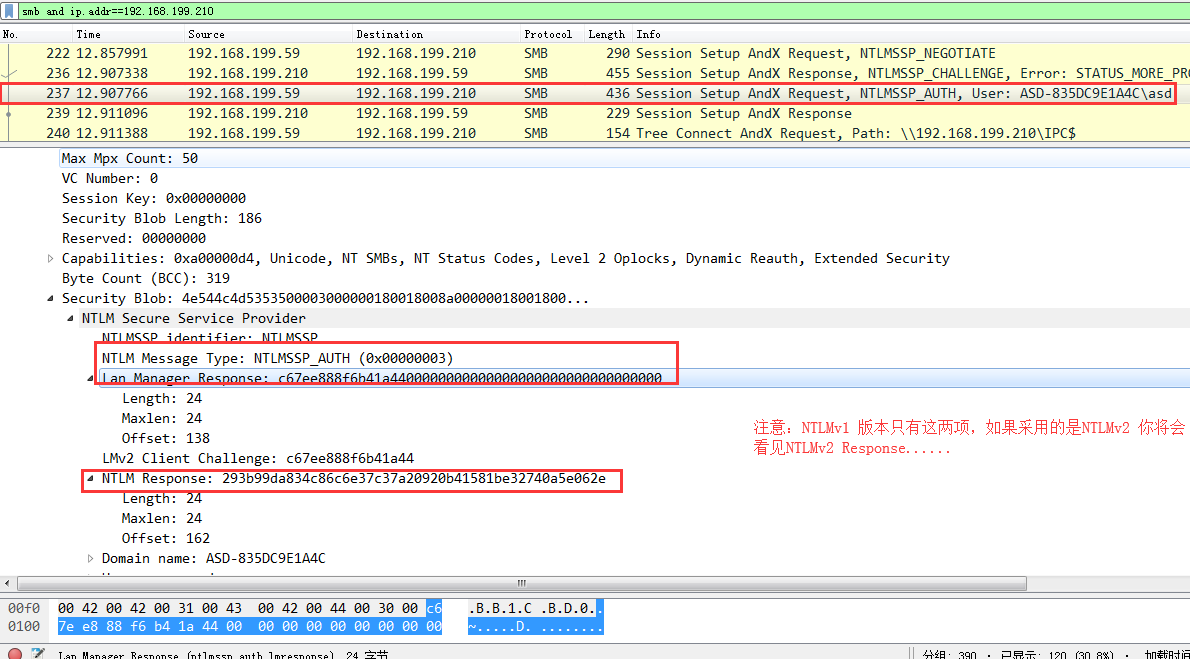 smb and ip.addr==192.168.199.210
No. Time Source Destination Protocol Length Info
222 12.857991 192.168.199.59 192.168.199.210 SMB 290 Session Setup AndX Request, NTLMSSP_NEGOTIATE
236 12.907338 192.168.199.210 192.168.199.59 SMB 455 Session Setup AndX Response, NTLMSSP_CHALLENGE, Error: STATUS_MORE_PRO
237 12.907766 192.168.199.59 192.168.199.210 SMB 436 Session Setup AndX Request, NTLMSSP_AUTH, User: ASD-835DC9E1A4C\asd
239 12.911096 192.168.199.210 192.168.199.59 SMB 229 Session Setup AndX Response
240 12.911388 192.168.199.59 192.168.199.210 SMB 154 Tree Connect AndX Request, Path: \\192.168.199.210\IPC$
Max Mpx Count: 50
VC Number: 0
Session Key: 0x00000000
Security Blob Length: 186
Reserved: 00000000
Capabilities: 0xa00000d4, Unicode, NT SMBs, NT Status Codes, Level 2 Oplocks, Dynamic Reauth, Extended Security
Byte Count (BCC): 319
Security Blob: 4e544c4d5353500003000000180018008a00000018001800...
NTLM Secure Service Provider
NTLMSSP identifier: NTLMSSP
NTLM Message Type: NTLMSSP_AUTH (0x00000003)
Lan Manager Response: c67ee888f6b41a4400000000000000000000000000000000
Length: 24
Maxlen: 24
Offset: 138
LMv2 Client Challenge: c67ee888f6b41a44
注意：NTLMv1 版本只有这两项，如果采用的是NTLMv2 你将会
看见NTLMv2 Response......
NTLM Response: 293b99da834c86c6e37c37a20920b41581be32740a5e062e
Length: 24
Maxlen: 24
Offset: 162
Domain name: ASD-835DC9E1A4C
00f0 00 42 00 42 00 31 00 43 00 42 00 44 00 30 00 c6 .B.B.1.C .B.D.0..
0100 7e e8 88 f6 b4 1a 44 00 00 00 00 00 00 00 00 00 ~.....D. ........
Lan Manager Response (ntlmssp.auth.lmresponse), 24 字节
分组: 390 · 已显示: 120 (30.8%) · 加载时间